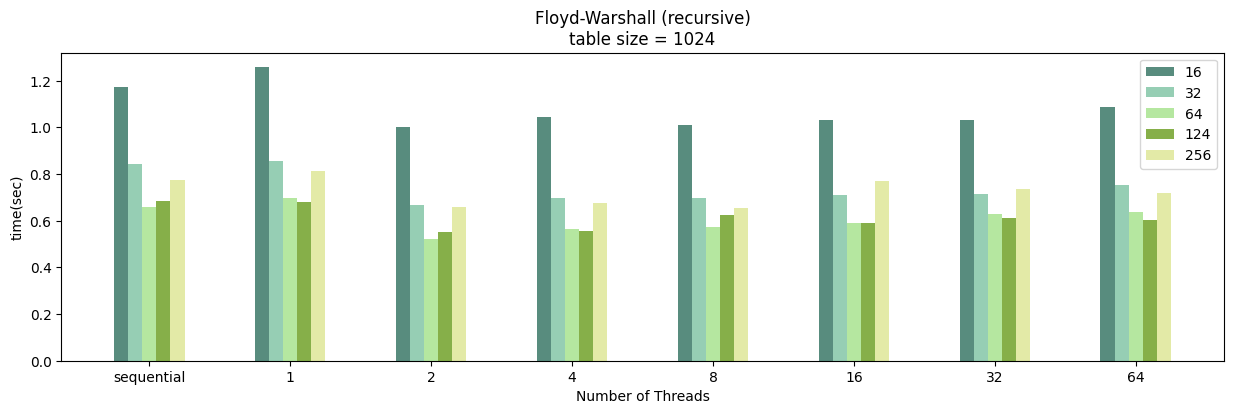 Floyd-Warshall (recursive)
table size = 1024
16
32
64
124
256
time(sec)
1.2
1.0
0.8
0.6
0.4
0.2
0.0
sequential 1 2 4 8 16 32 64
Number of Threads